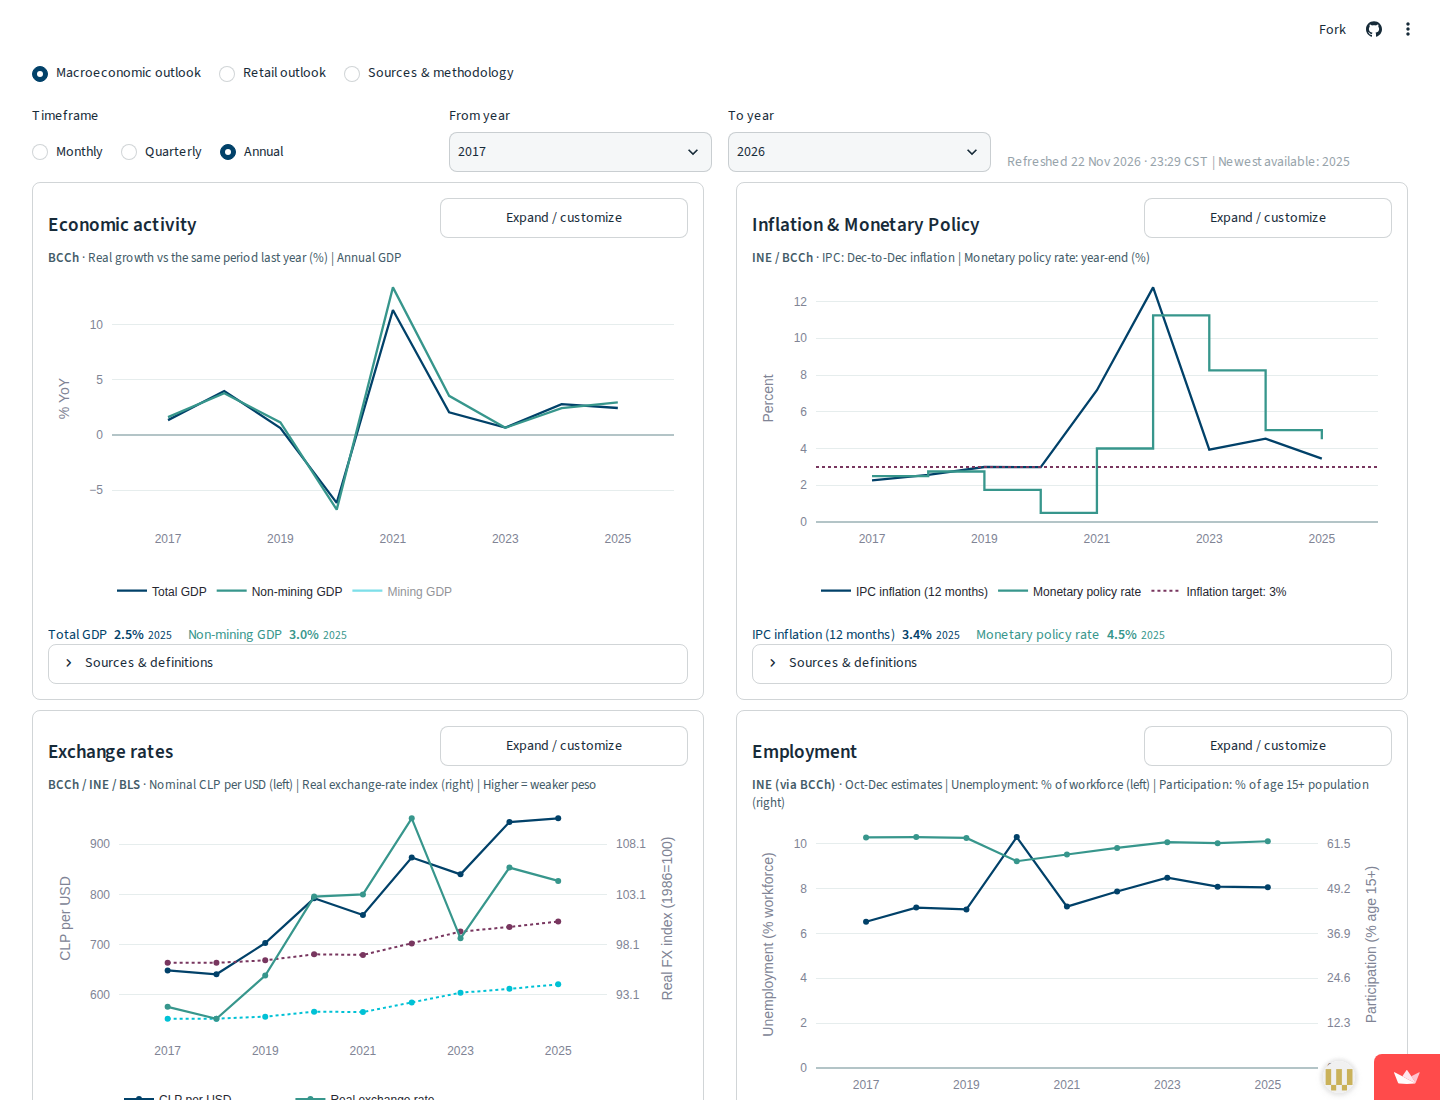 Fork
Macroeconomic outlook Retail outlook Sources & methodology
Timeframe
From year
To year
Monthly Quarterly Annual
2017
2026
Refreshed 22 Nov 2026 · 23:29 CST | Newest available: 2025
Economic activity
Expand / customize
BCCh · Real growth vs the same period last year (%) | Annual GDP
% YoY
10
5
0
−5
2017 2019 2021 2023 2025
Total GDP Non-mining GDP Mining GDP
Total GDP 2.5% 2025 Non-mining GDP 3.0% 2025
Sources & definitions
Inflation & Monetary Policy
Expand / customize
INE / BCCh · IPC: Dec-to-Dec inflation | Monetary policy rate: year-end (%)
Percent
12
10
8
6
4
2
0
2017 2019 2021 2023 2025
IPC inflation (12 months) Monetary policy rate Inflation target: 3%
IPC inflation (12 months) 3.4% 2025 Monetary policy rate 4.5% 2025
Sources & definitions
Exchange rates
Expand / customize
BCCh / INE / BLS · Nominal CLP per USD (left) | Real exchange-rate index (right) | Higher = weaker peso
CLP per USD
900
800
700
600
108.1
103.1
98.1
93.1
Real FX index (1986=100)
2017 2019 2021 2023 2025
CLP per USD Real exchange rate
Employment
Expand / customize
INE (via BCCh) · Oct-Dec estimates | Unemployment: % of workforce (left) | Participation: % of age 15+ population
(right)
Unemployment (% workforce)
10
8
6
4
2
0
61.5
49.2
36.9
24.6
12.3
Participation (% age 15+)
2017 2019 2021 2023 2025